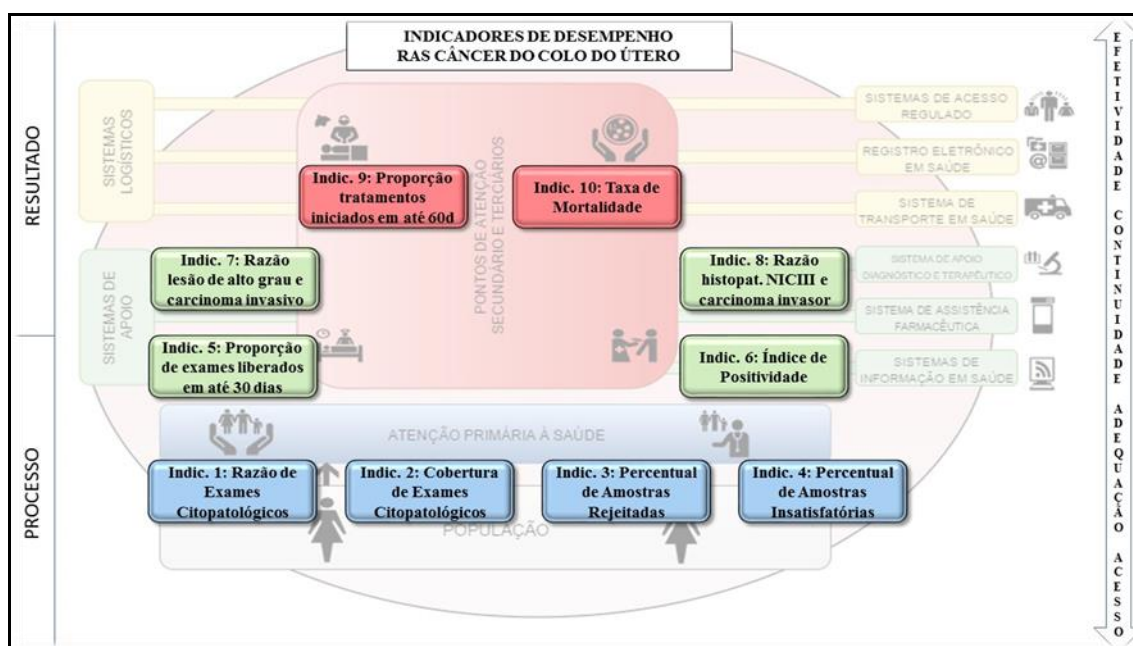 INDICADORES DE DESEMPENHO
RAS CÂNCER DO COLO DO ÚTERO
RESULTADO
PROCESSO
SISTEMAS
LOGÍSTICOS
SISTEMAS DE
APOIO
PONTOS DE ATENÇÃO
SECUNDÁRIO E TERCIÁRIOS
SISTEMAS DE ACESSO
REGULADO
REGISTRO ELETRÔNICO
EM SAÚDE
SISTEMA DE
TRANSPORTE EM SAÚDE
SISTEMA DE APOIO
DIAGNÓSTICO E TERAPÊUTICO
SISTEMA DE ASSISTÊNCIA
FARMACÊUTICA
SISTEMAS DE
INFORMAÇÃO EM SAÚDE
Indic. 9: Proporção
tratamentos
iniciados em até 60d
Indic. 10: Taxa de
Mortalidade
Indic. 7: Razão
lesão de alto grau e
carcinoma invasivo
Indic. 8: Razão
histopat. NICIII e
carcinoma invasor
Indic. 5: Proporção
de exames liberados
em até 30 dias
Indic. 6: Índice de
Positividade
ATENÇÃO PRIMÁRIA À SAÚDE
Indic. 1: Razão de
Exames
Citopatológicos
Indic. 2: Cobertura
de Exames
Citopatológicos
Indic. 3: Percentual
de Amostras
Rejeitadas
Indic. 4: Percentual
de Amostras
Insatisfatórias
POPULAÇÃO
EFETIVIDADE CONTINUIDADE ADEQUAÇÃO ACESSO